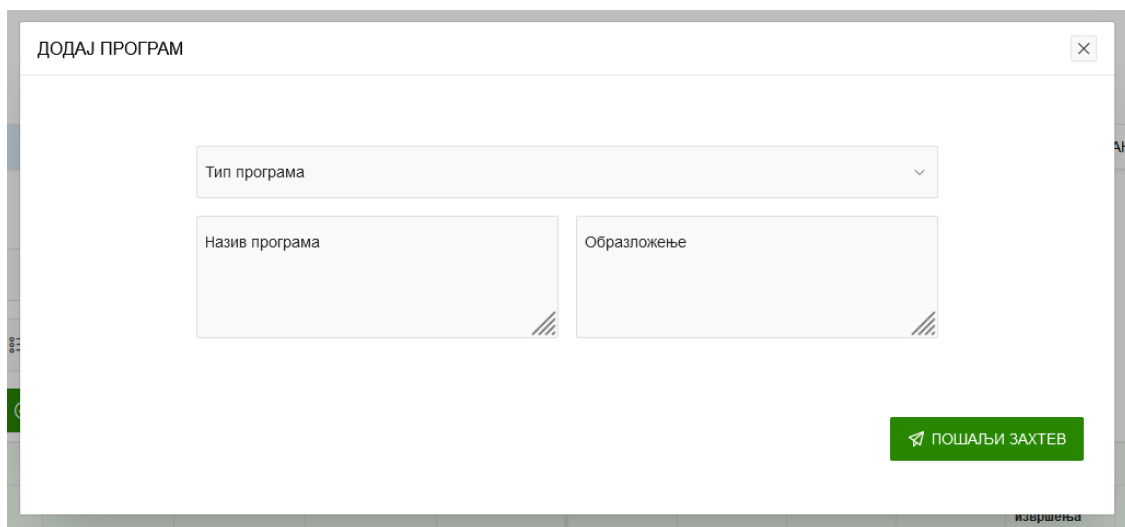 ДОДАЈ ПРОГРАМ
Тип програма
Назив програма
Образложење
ПОШАЉИ ЗАХТЕВ
извршења